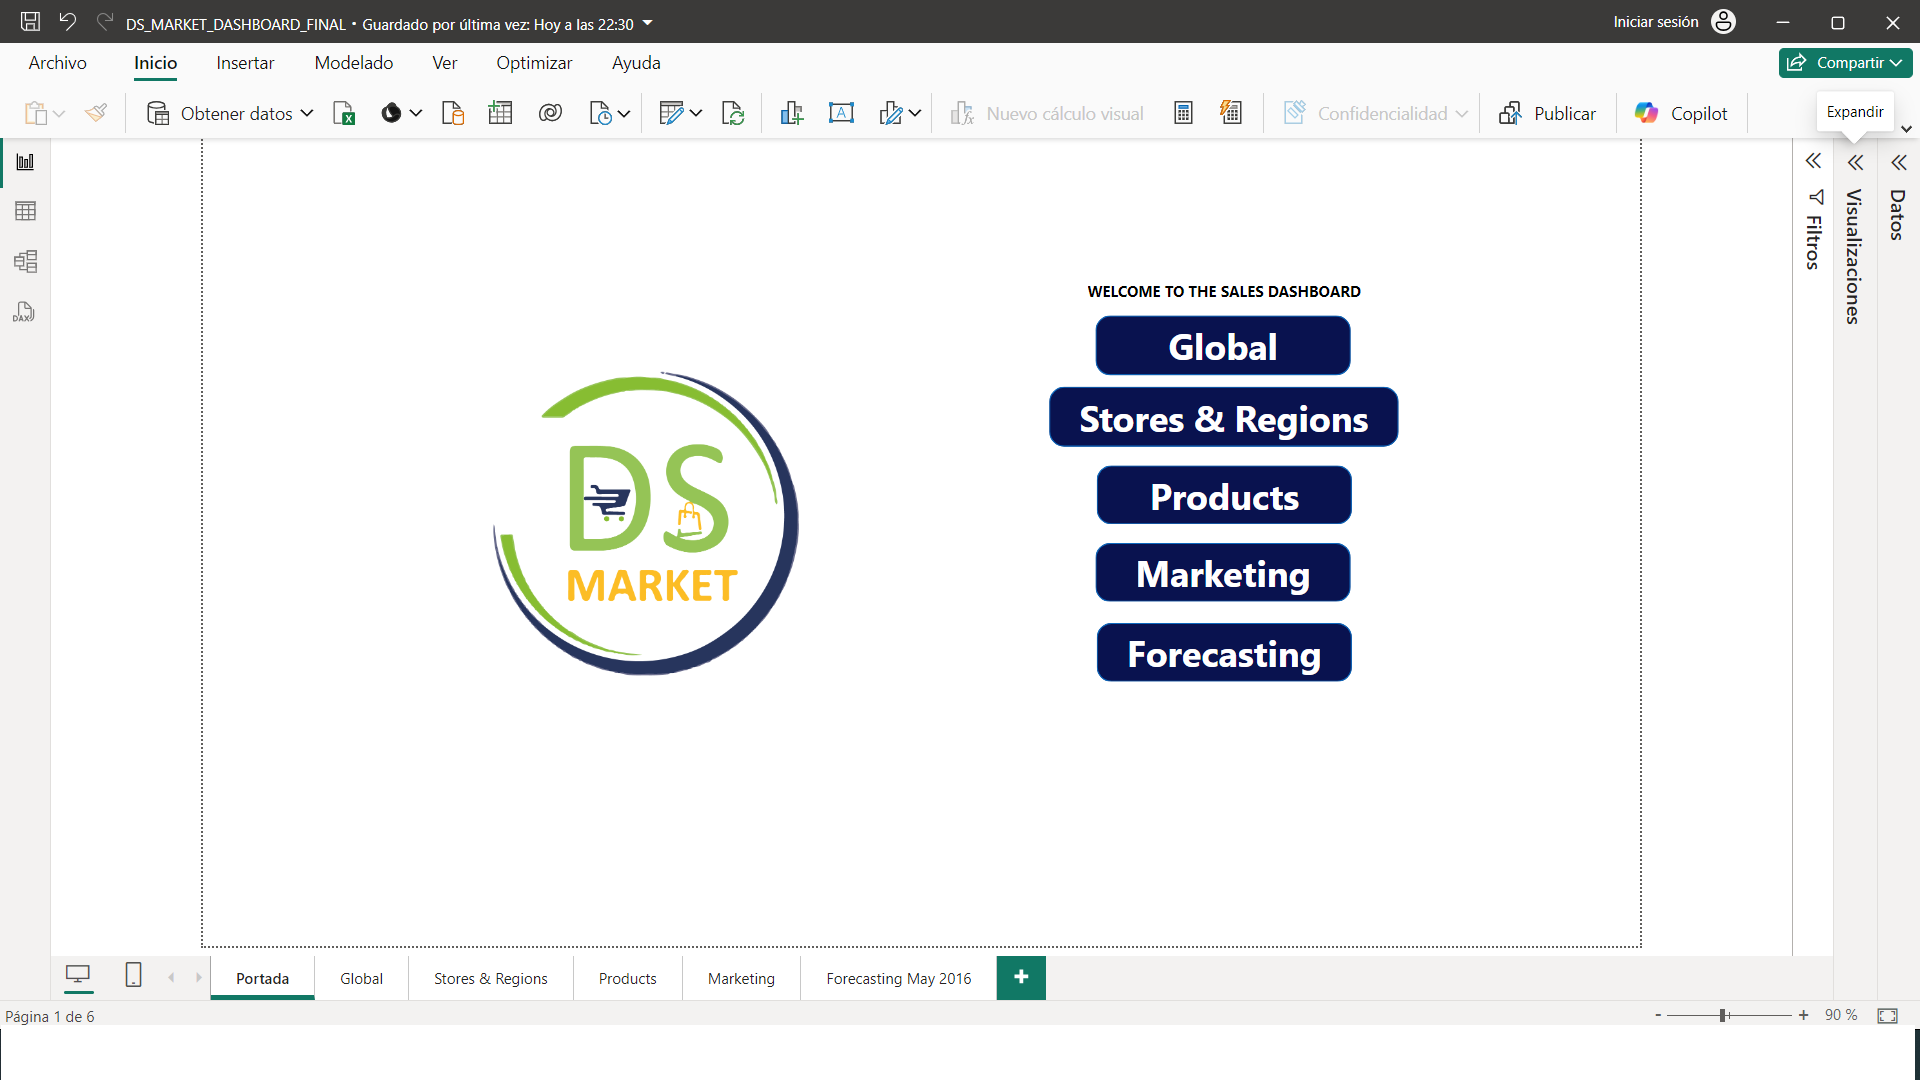 DS_MARKET_DASHBOARD_FINAL • Guardado por última vez: Hoy a las 22:30
Iniciar sesión
Archivo Inicio Insertar Modelado Ver Optimizar Ayuda
Compartir
Obtener datos
Nuevo cálculo visual
Confidencialidad
Publicar
Copilot
Expandir
Filtros
Visualizaciones
Datos
DAX
WELCOME TO THE SALES DASHBOARD
Global
Stores & Regions
Products
Marketing
Forecasting
DS
MARKET
Portada Global Stores & Regions Products Marketing Forecasting May 2016 +
Página 1 de 6
- + 90 %